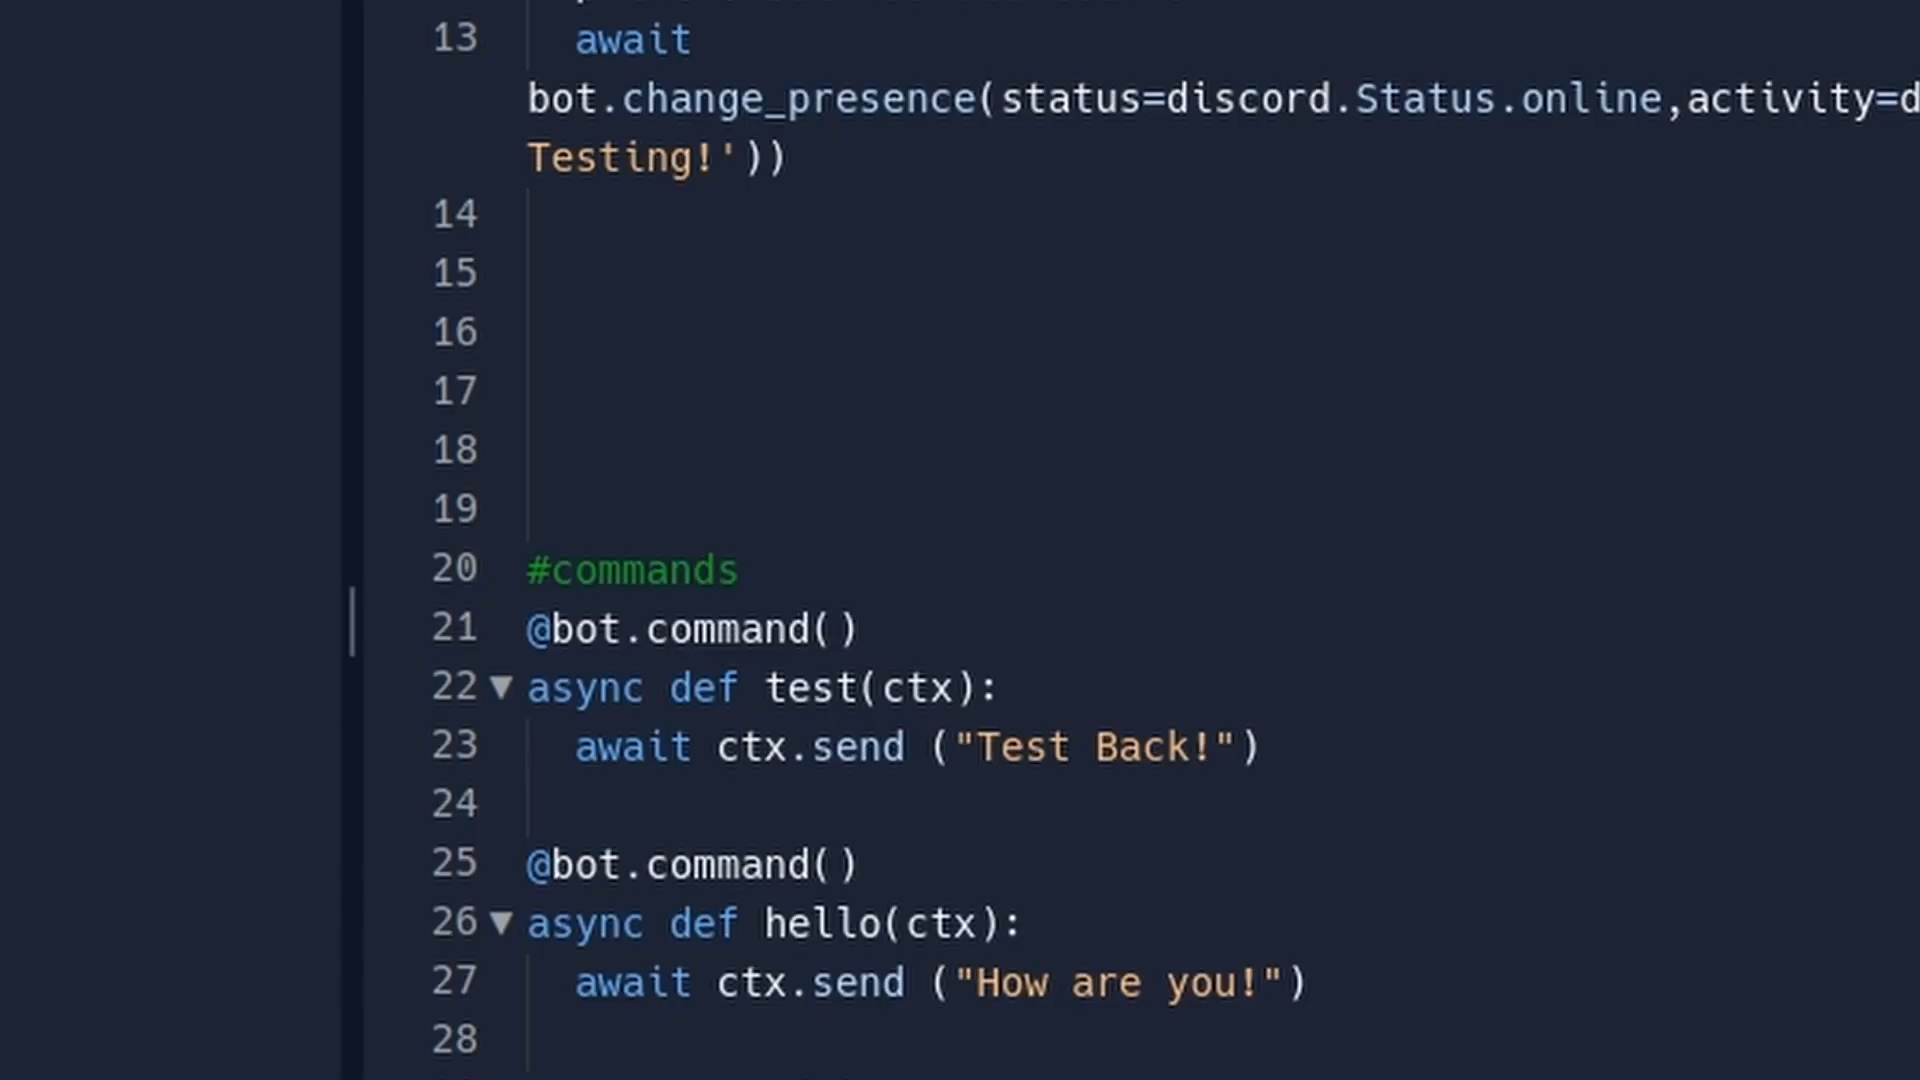 13 await
bot.change_presence(status=discord.Status.online,activity=d
Testing!'))
14
15
16
17
18
19
20 #commands
21 @bot.command()
22 ▼ async def test(ctx):
23 await ctx.send ("Test Back!")
24
25 @bot.command()
26 ▼ async def hello(ctx):
27 await ctx.send ("How are you!")
28